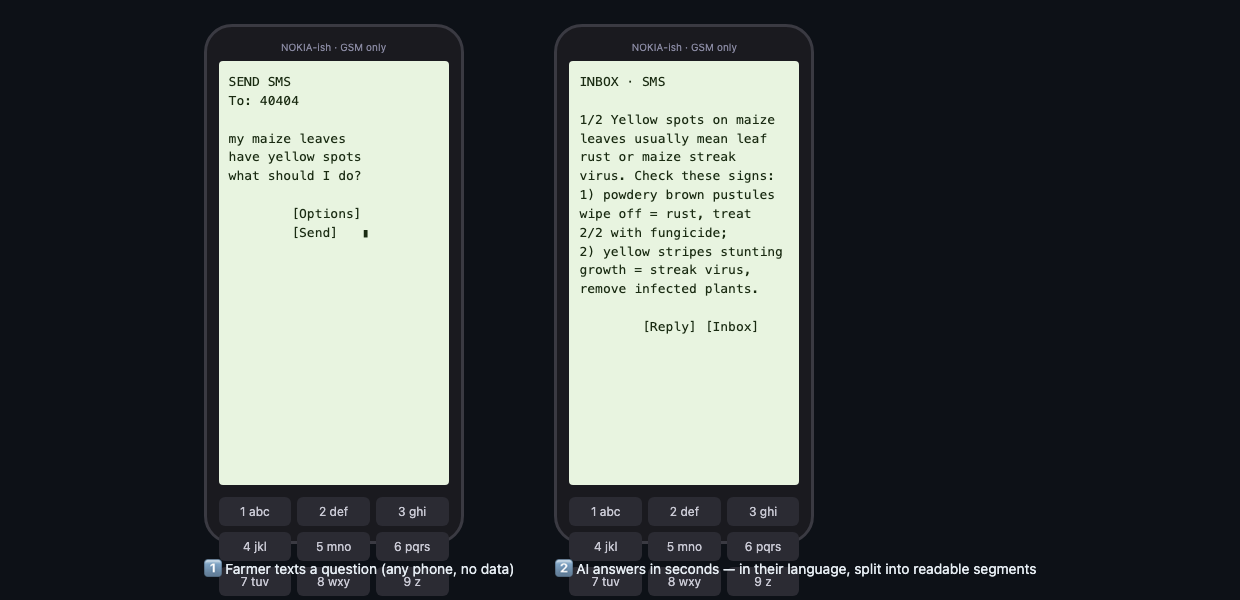 NOKIA-ish · GSM only
SEND SMS
To: 40404
my maize leaves
have yellow spots
what should I do?
[Options]
[Send]
1 abc
2 def
3 ghi
4 jkl
5 mno
6 pqrs
7 tuv
8 wxy
9 z
1 Farmer texts a question (any phone, no data)
NOKIA-ish · GSM only
INBOX · SMS
1/2 Yellow spots on maize
leaves usually mean leaf
rust or maize streak
virus. Check these signs:
1) powdery brown pustules
wipe off = rust, treat
2/2 with fungicide;
2) yellow stripes stunting
growth = streak virus,
remove infected plants.
[Reply] [Inbox]
1 abc
2 def
3 ghi
4 jkl
5 mno
6 pqrs
7 tuv
8 wxy
9 z
2 AI answers in seconds — in their language, split into readable segments